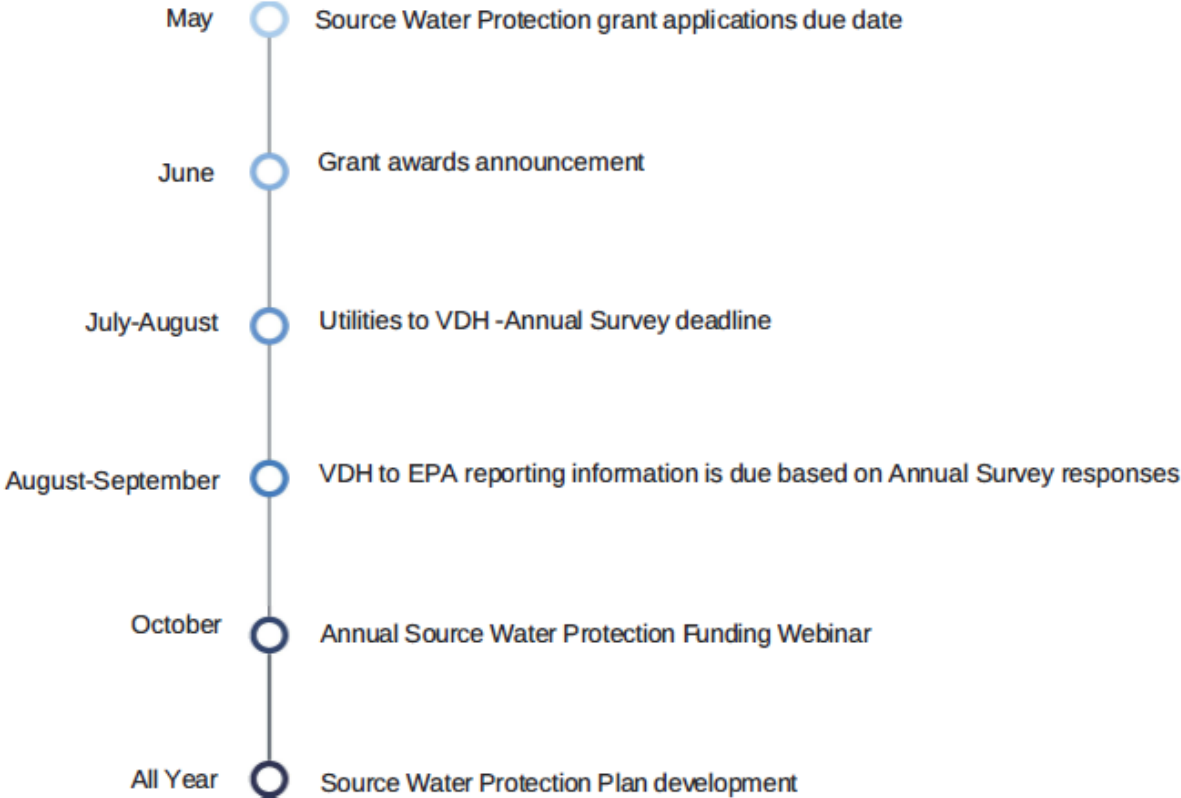 May
Source Water Protection grant applications due date
June
Grant awards announcement
July-August
Utilities to VDH -Annual Survey deadline
August-September
VDH to EPA reporting information is due based on Annual Survey responses
October
Annual Source Water Protection Funding Webinar
All Year
Source Water Protection Plan development